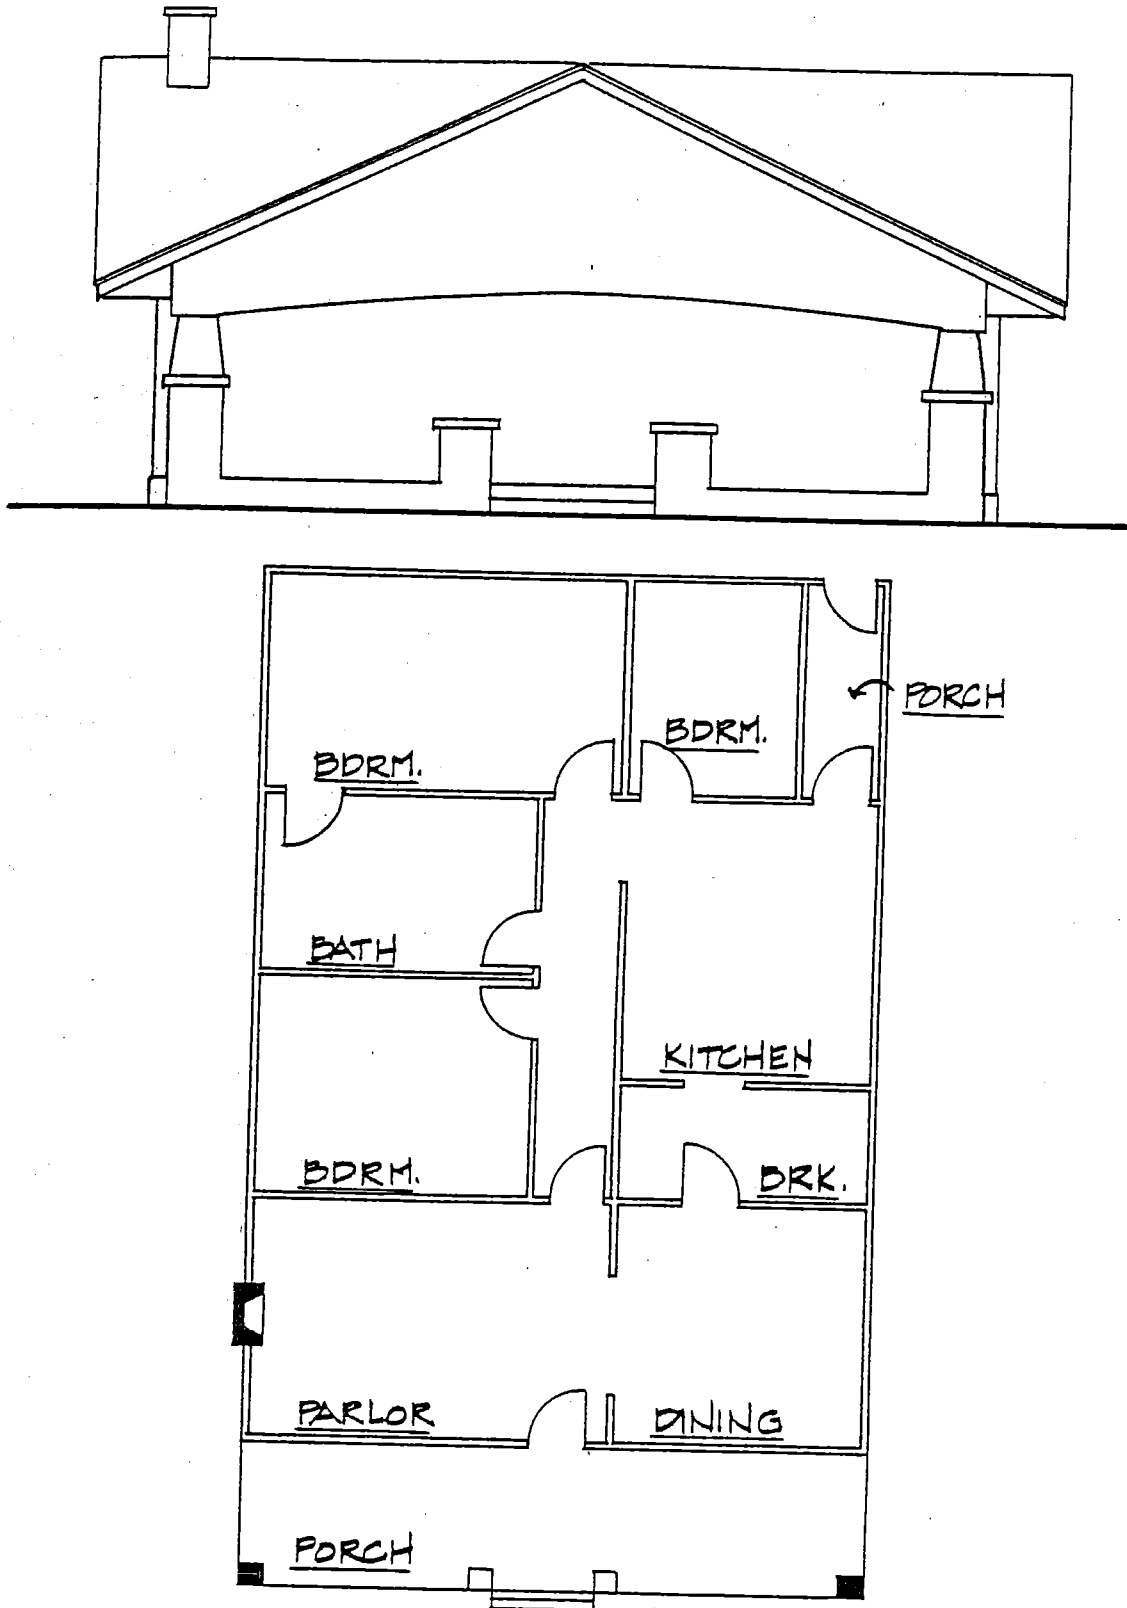 PORCH
BDRM.
BDRM.
BATH
KITCHEN
BDRM.
BRK.
PARLOR
DINING
PORCH